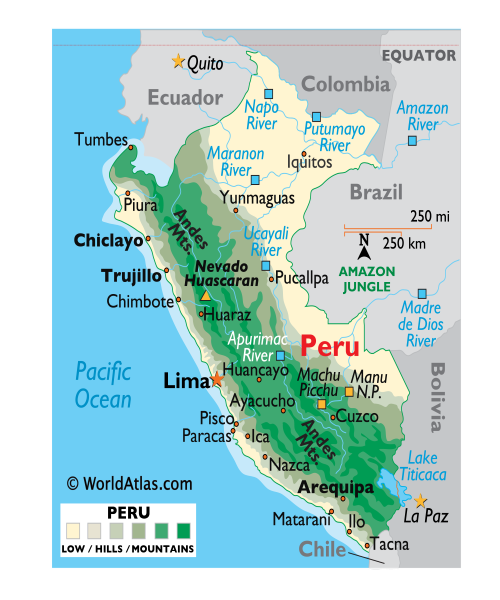 EQUATOR
Quito
Colombia
Ecuador
Napo
River
Putumayo
River
Amazon
River
Tumbes
Maranon
River
Iquitos
Piura
Yunmaguas
Brazil
Andes
Mts.
250 mi
Chiclayo
Ucayali
River
N
250 km
Trujillo
Nevado
Huascaran
Pucallpa
AMAZON
JUNGLE
Chimbote
Huaraz
Madre
de Dios
River
Apurimac
River
Peru
Pacific
Ocean
Lima
Huancayo
Machu
Picchu
Manu
N.P.
Bolivia
Ayacucho
Cuzco
Pisco
Paracas
Ica
Andes
Mts.
Nazca
Lake
Titicaca
© WorldAtlas.com
Arequipa
La Paz
PERU
LOW / HILLS / MOUNTAINS
Matarani
Ilo
Chile
Tacna